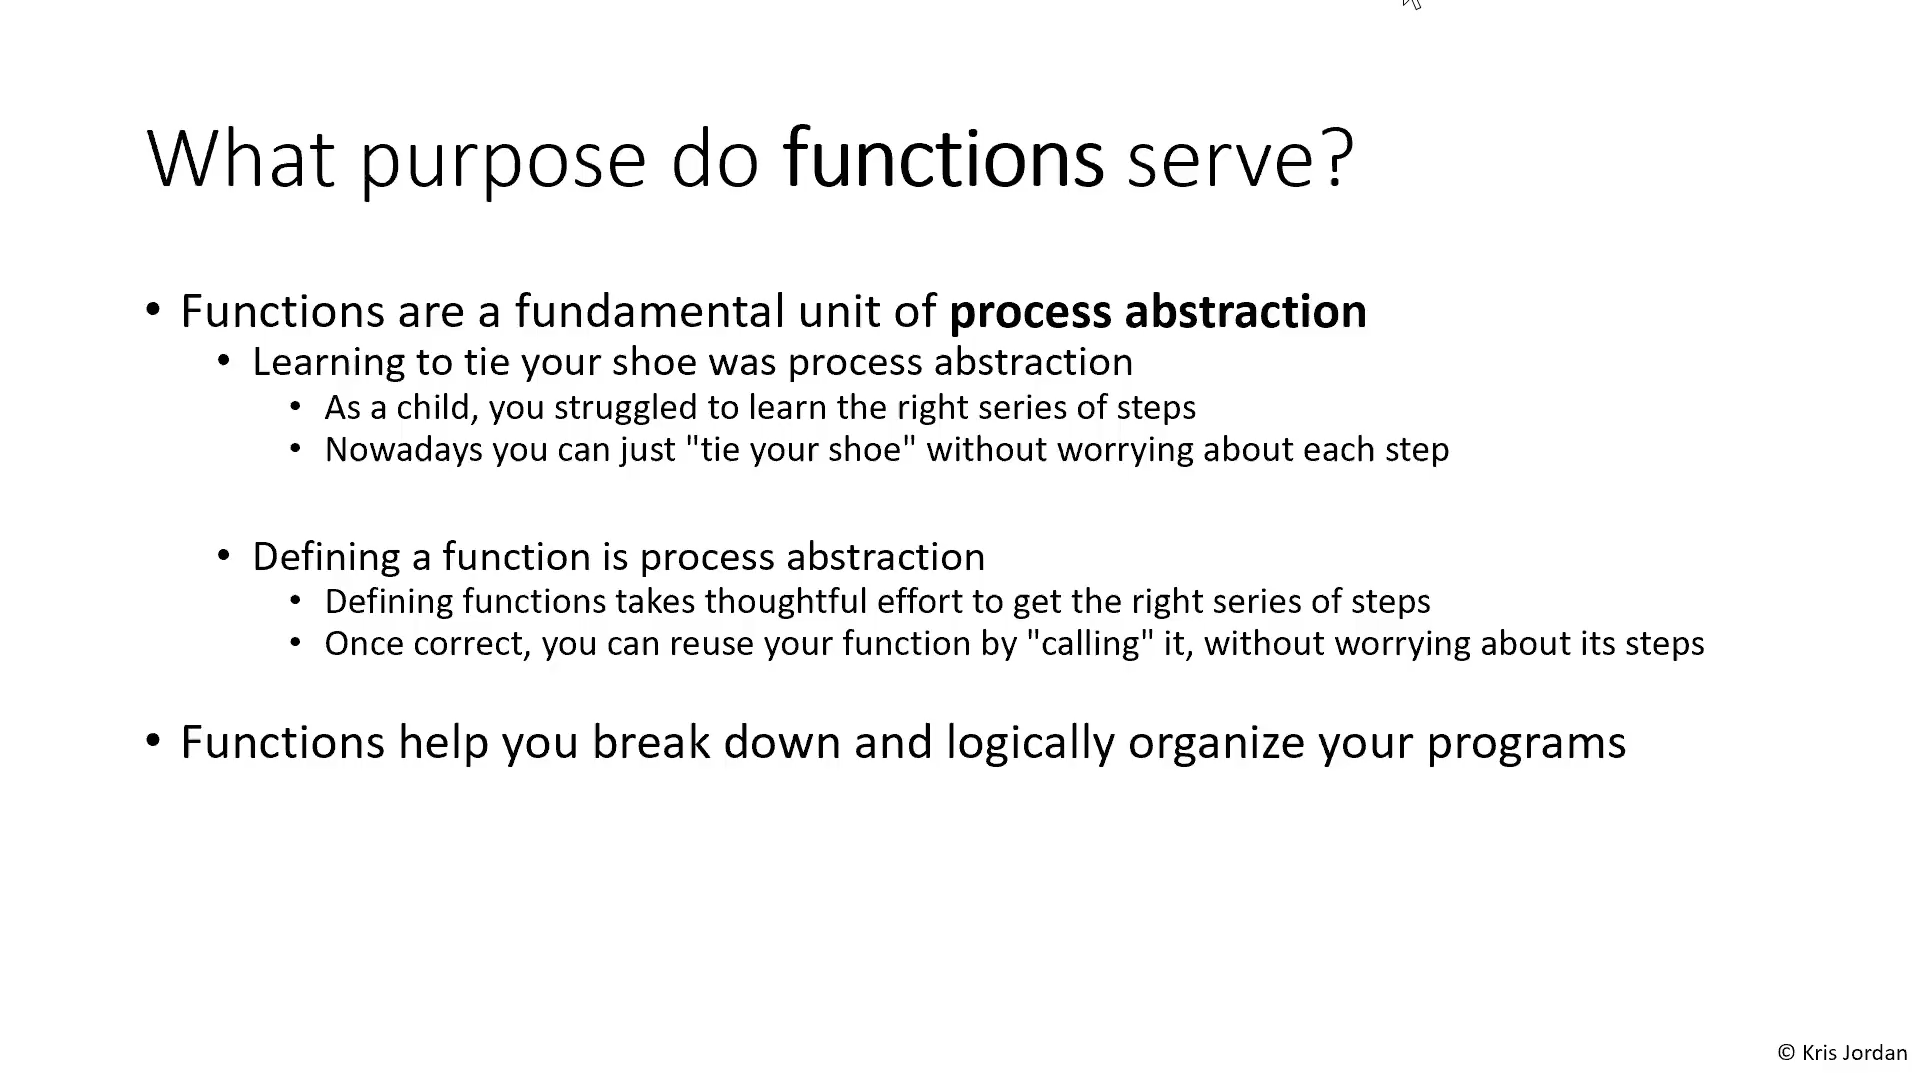 What purpose do functions serve?
• Functions are a fundamental unit of process abstraction
• Learning to tie your shoe was process abstraction
• As a child, you struggled to learn the right series of steps
• Nowadays you can just "tie your shoe" without worrying about each step
• Defining a function is process abstraction
• Defining functions takes thoughtful effort to get the right series of steps
• Once correct, you can reuse your function by "calling" it, without worrying about its steps
• Functions help you break down and logically organize your programs
© Kris Jordan